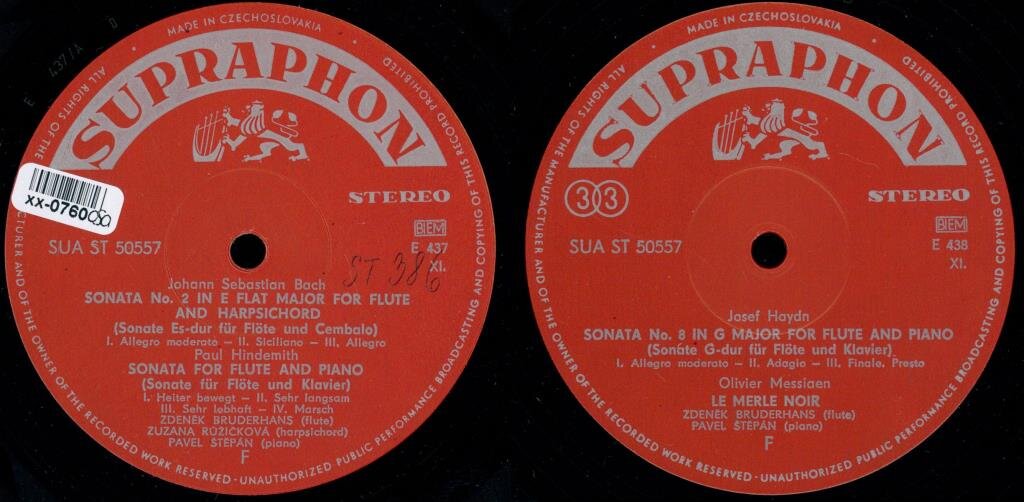 MADE IN CZECHOSLOVAKIA
ALL RIGHTS OF THE
TURER AND OF THE OWNER OF THE RECORDED WORK RESERVED - UNAUTHORIZED PUBLIC PERFORMANCE BROADCASTING AND COPYING OF THIS RECORD PROHIBITED
437/A
SUPRAPHON
xx-0760
STEREO
BIEM
SUA ST 50557
E 437
XI.
ST 386
Johann Sebastian Bach
SONATA No. 2 IN E FLAT MAJOR FOR FLUTE
AND HARPSICHORD
(Sonate Es-dur für Flöte und Cembalo)
I. Allegro moderato – II. Siciliano – III. Allegro
Paul Hindemith
SONATA FOR FLUTE AND PIANO
(Sonate für Flöte und Klavier)
I. Heiter bewegt – II. Sehr langsam
III. Sehr lebhaft – IV. Marsch
ZDENĚK BRUDERHANS (flute)
ZUZANA RŮŽIČKOVÁ (harpsichord)
PAVEL ŠTĚPÁN (piano)
F
MADE IN CZECHOSLOVAKIA
ALL RIGHTS OF THE MANUFACTURER AND OF THE OWNER OF THE RECORDED WORK RESERVED - UNAUTHORIZED PUBLIC PERFORMANCE BROADCASTING AND COPYING OF THIS RECORD PROHIBITED
SUPRAPHON
33
STEREO
BIEM
SUA ST 50557
E 438
XI.
Josef Haydn
SONATA No. 8 IN G MAJOR FOR FLUTE AND PIANO
(Sonate G-dur für Flöte und Klavier)
I. Allegro moderato – II. Adagio – III. Finale. Presto
Olivier Messiaen
LE MERLE NOIR
ZDENĚK BRUDERHANS (flute)
PAVEL ŠTĚPÁN (piano)
F